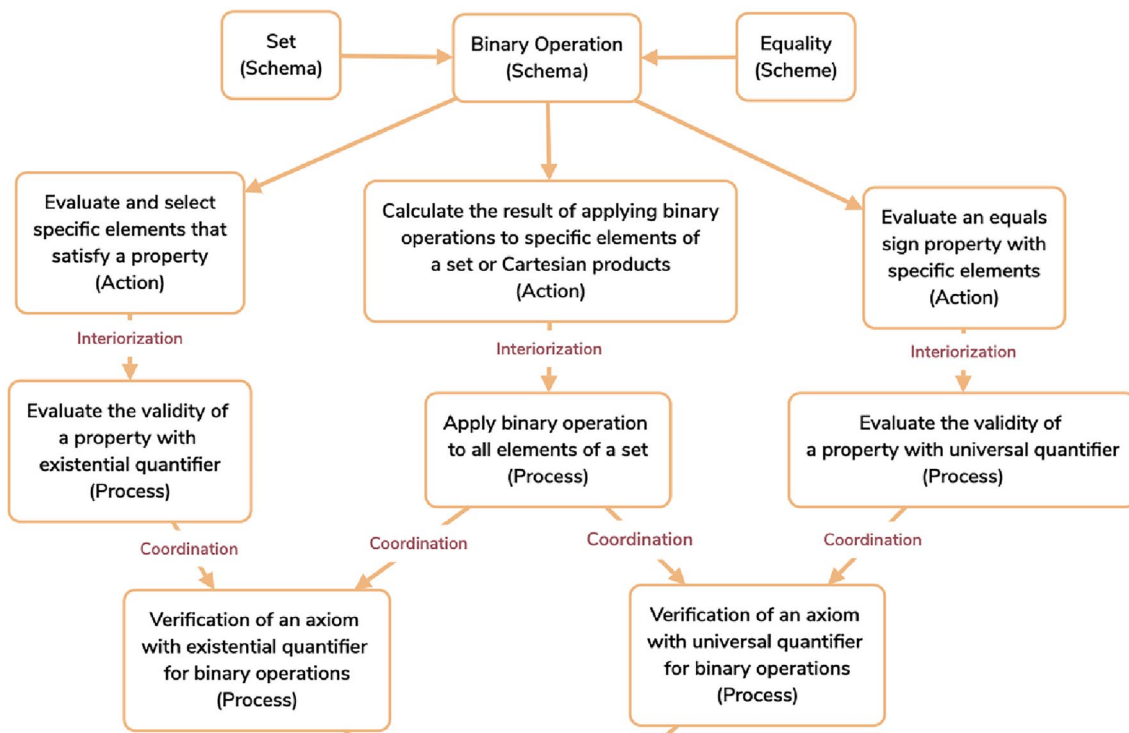 Set
(Schema)
Binary Operation
(Schema)
Equality
(Scheme)
Evaluate and select
specific elements that
satisfy a property
(Action)
Calculate the result of applying binary
operations to specific elements of
a set or Cartesian products
(Action)
Evaluate an equals
sign property with
specific elements
(Action)
Interiorization
Interiorization
Interiorization
Evaluate the validity of
a property with
existential quantifier
(Process)
Apply binary operation
to all elements of a set
(Process)
Evaluate the validity of
a property with universal quantifier
(Process)
Coordination
Coordination
Coordination
Coordination
Verification of an axiom
with existential quantifier
for binary operations
(Process)
Verification of an axiom
with universal quantifier
for binary operations
(Process)